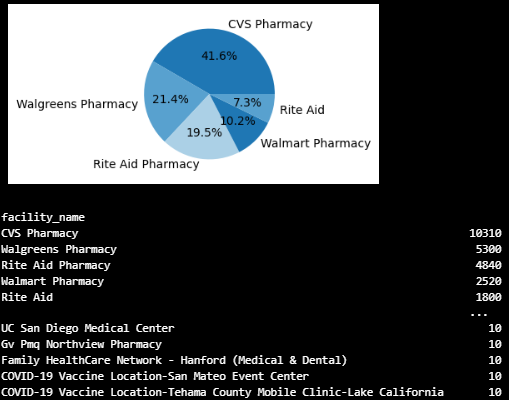 CVS Pharmacy
41.6%
Walgreens Pharmacy
21.4%
7.3%
Rite Aid
10.2%
19.5%
Walmart Pharmacy
Rite Aid Pharmacy
facility_name
CVS Pharmacy 10310
Walgreens Pharmacy 5300
Rite Aid Pharmacy 4840
Walmart Pharmacy 2520
Rite Aid 1800
...
UC San Diego Medical Center 10
Gv Pmq Northview Pharmacy 10
Family HealthCare Network - Hanford (Medical & Dental) 10
COVID-19 Vaccine Location-San Mateo Event Center 10
COVID-19 Vaccine Location-Tehama County Mobile Clinic-Lake California 10